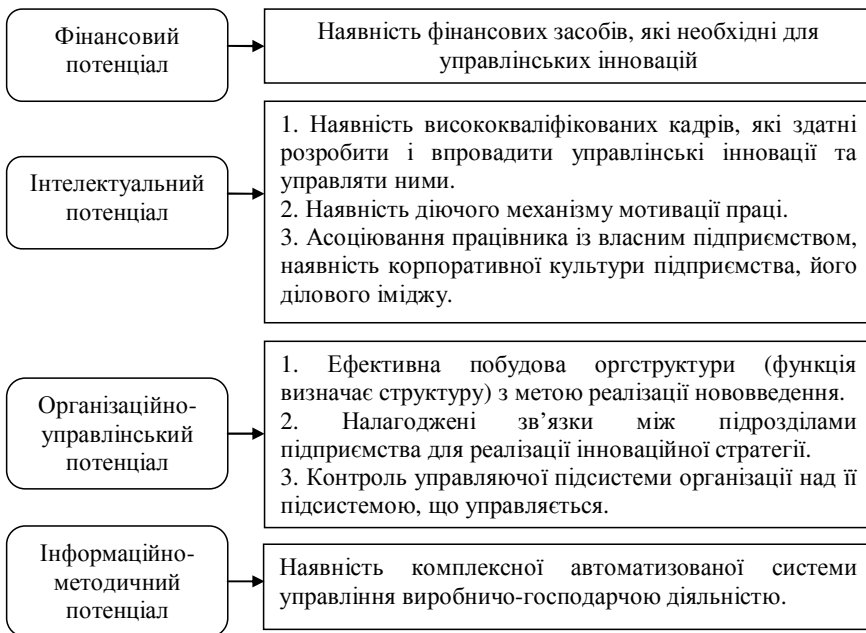 Фінансовий
потенціал
Наявність фінансових засобів, які необхідні для
управлінських інновацій
Інтелектуальний
потенціал
1. Наявність висококваліфікованих кадрів, які здатні
розробити і впровадити управлінські інновації та
управляти ними.
2. Наявність діючого механізму мотивації праці.
3. Асоціювання працівника із власним підприємством,
наявність корпоративної культури підприємства, його
ділового іміджу.
Організаційно-
управлінський
потенціал
1. Ефективна побудова оргструктури (функція
визначає структуру) з метою реалізації нововведення.
2. Налагоджені зв’язки між підрозділами
підприємства для реалізації інноваційної стратегії.
3. Контроль управляючої підсистеми організації над її
підсистемою, що управляється.
Інформаційно-
методичний
потенціал
Наявність комплексної автоматизованої системи
управління виробничо-господарчою діяльністю.